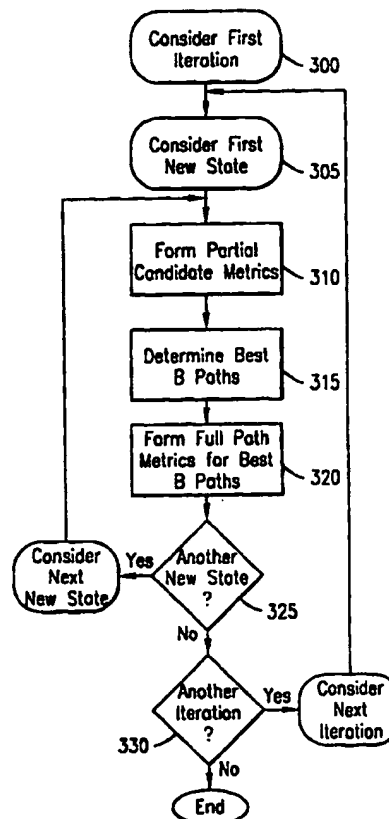 Consider First
Iteration
300
Consider First
New State
305
Form Partial
Candidate Metrics
310
Determine Best
B Paths
315
Form Full Path
Metrics for Best
B Paths
320
Another
New State
?
325
Yes
Consider
Next
New State
No
Another
Iteration
?
330
Yes
Consider
Next
Iteration
No
End